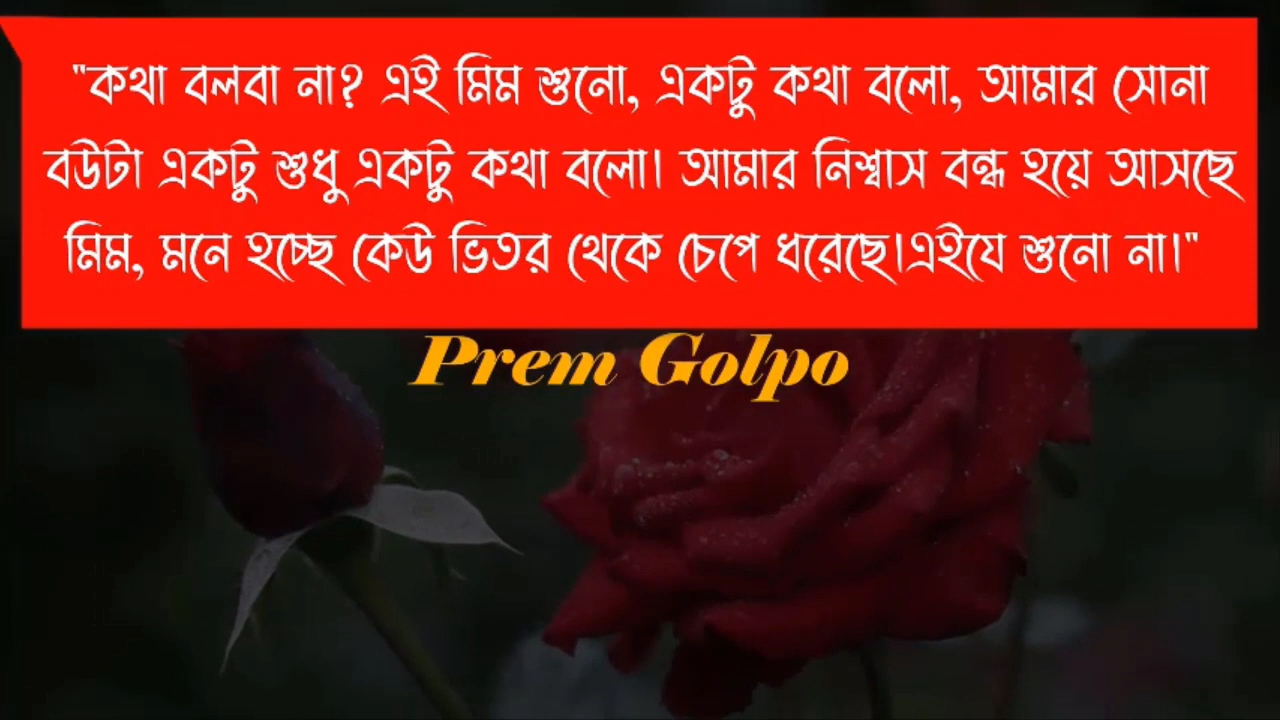 "কথা বলবা না? এই মিম শুনো, একটু কথা বলো, আমার সোনা
বউটা একটু শুধু একটু কথা বলো। আমার নিশ্বাস বন্ধ হয়ে আসছে
মিম, মনে হচ্ছে কেউ ভিতর থেকে চেপে ধরেছে।এইযে শুনো না।"
Prem Golpo